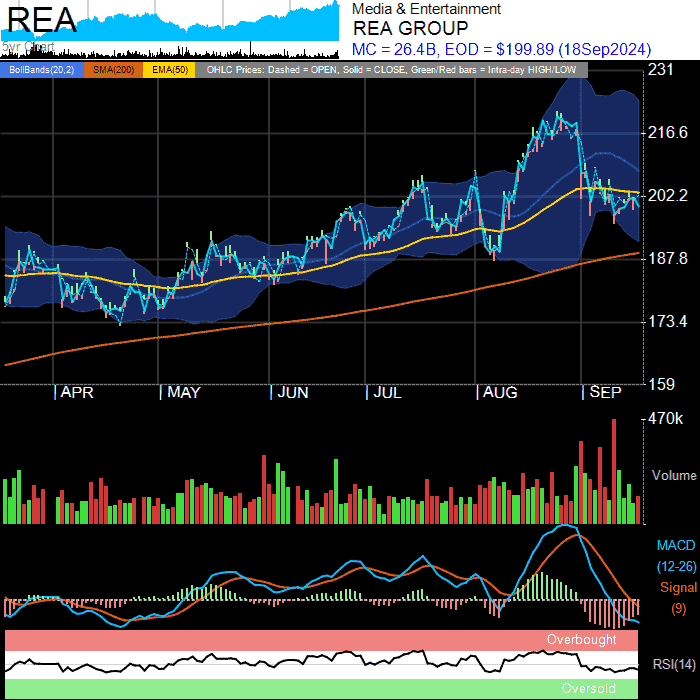 REA
5yr Chart
Media & Entertainment
REA GROUP
MC = 26.4B, EOD = $199.89 (18Sep2024)
BollBands(20,2) SMA(200) EMA(50) OHLC Prices: Dashed = OPEN, Solid = CLOSE, Green/Red bars = Intra-day HIGH/LOW
231
216.6
202.2
187.8
173.4
159
APR MAY JUN JUL AUG SEP
470k
Volume
MACD
(12-26)
Signal
(9)
Overbought
RSI(14)
Oversold